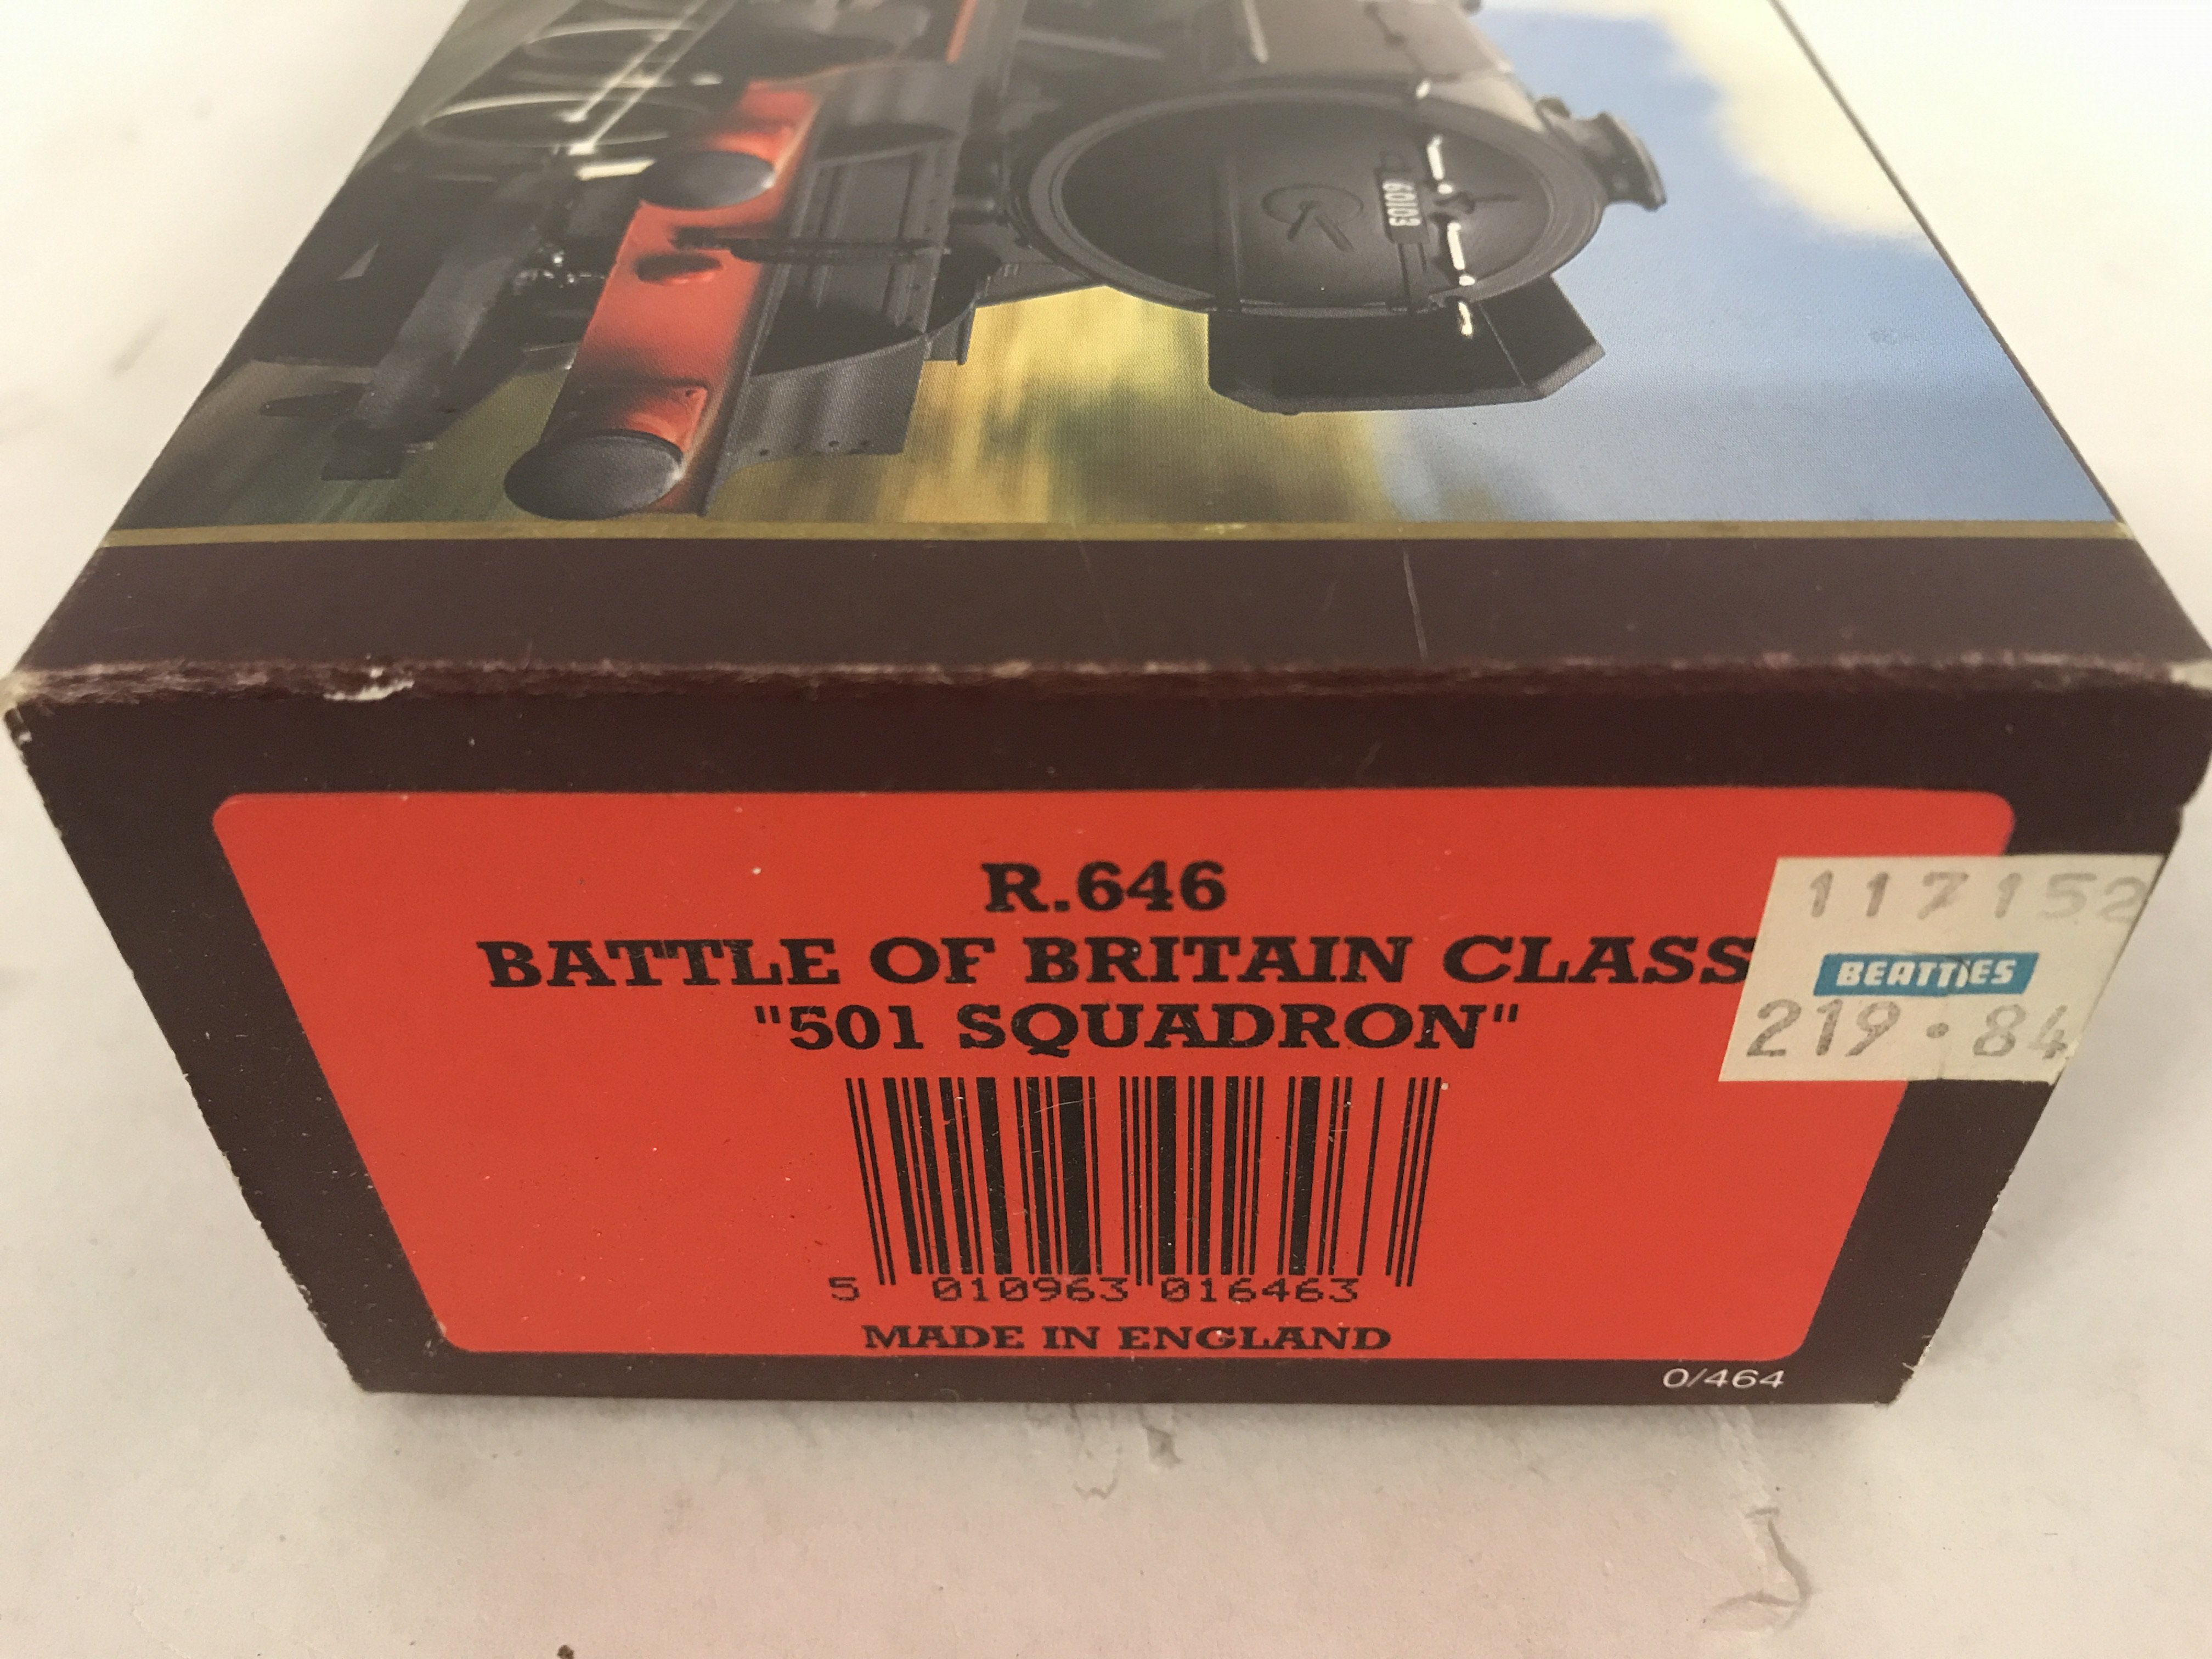 60103
R.646
BATTLE OF BRITAIN CLASS
"501 SQUADRON"
117152
BEATTIES
219.84
5 010963 016463
MADE IN ENGLAND
0/464